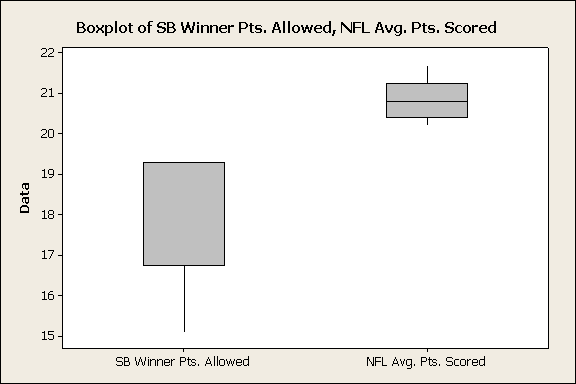 Boxplot of SB Winner Pts. Allowed, NFL Avg. Pts. Scored
22
21
20
19
18
17
16
15
Data
SB Winner Pts. Allowed
NFL Avg. Pts. Scored